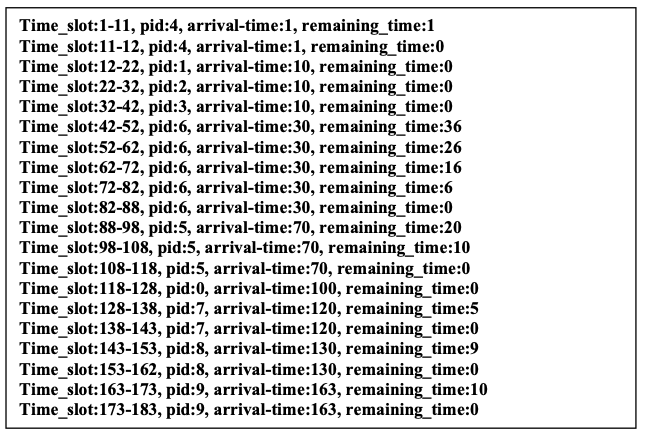 Time_slot:1-11, pid:4, arrival-time:1, remaining_time:1
Time_slot:11-12, pid:4, arrival-time:1, remaining_time:0
Time_slot:12-22, pid:1, arrival-time:10, remaining_time:0
Time_slot:22-32, pid:2, arrival-time:10, remaining_time:0
Time_slot:32-42, pid:3, arrival-time:10, remaining_time:0
Time_slot:42-52, pid:6, arrival-time:30, remaining_time:36
Time_slot:52-62, pid:6, arrival-time:30, remaining_time:26
Time_slot:62-72, pid:6, arrival-time:30, remaining_time:16
Time_slot:72-82, pid:6, arrival-time:30, remaining_time:6
Time_slot:82-88, pid:6, arrival-time:30, remaining_time:0
Time_slot:88-98, pid:5, arrival-time:70, remaining_time:20
Time_slot:98-108, pid:5, arrival-time:70, remaining_time:10
Time_slot:108-118, pid:5, arrival-time:70, remaining_time:0
Time_slot:118-128, pid:0, arrival-time:100, remaining_time:0
Time_slot:128-138, pid:7, arrival-time:120, remaining_time:5
Time_slot:138-143, pid:7, arrival-time:120, remaining_time:0
Time_slot:143-153, pid:8, arrival-time:130, remaining_time:9
Time_slot:153-162, pid:8, arrival-time:130, remaining_time:0
Time_slot:163-173, pid:9, arrival-time:163, remaining_time:10
Time_slot:173-183, pid:9, arrival-time:163, remaining_time:0